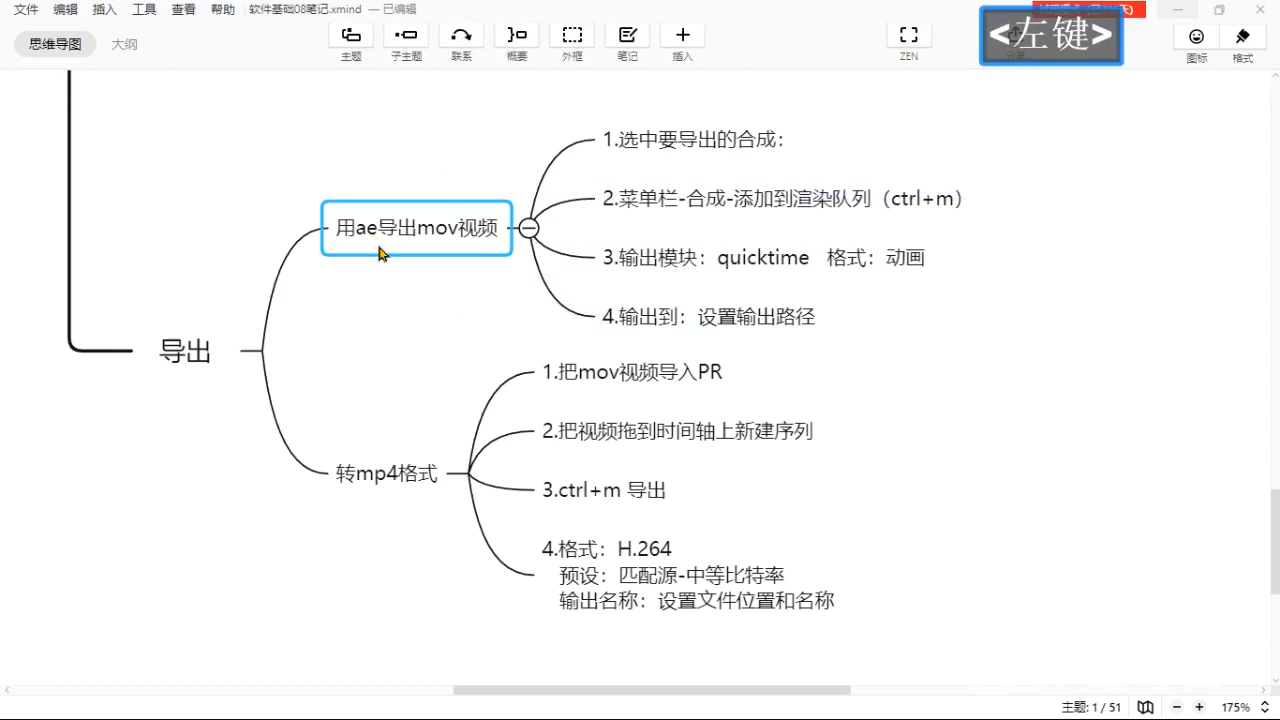 文件 编辑 插入 工具 查看 帮助 软件基础08笔记.xmind — 已编辑
<左键>
思维导图 大纲
主题 子主题 联系 概要 外框 笔记 插入 ZEN 图标 格式
1.选中要导出的合成：
2.菜单栏-合成-添加到渲染队列（ctrl+m）
用ae导出mov视频
3.输出模块：quicktime 格式：动画
4.输出到：设置输出路径
导出
1.把mov视频导入PR
2.把视频拖到时间轴上新建序列
转mp4格式
3.ctrl+m 导出
4.格式：H.264
预设：匹配源-中等比特率
输出名称：设置文件位置和名称
主题: 1 / 51 175%